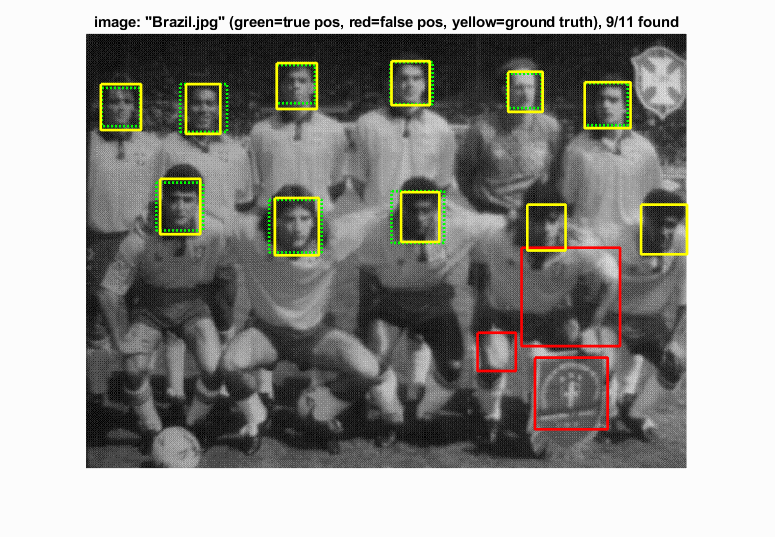 image: "Brazil.jpg" (green=true pos, red=false pos, yellow=ground truth), 9/11 found